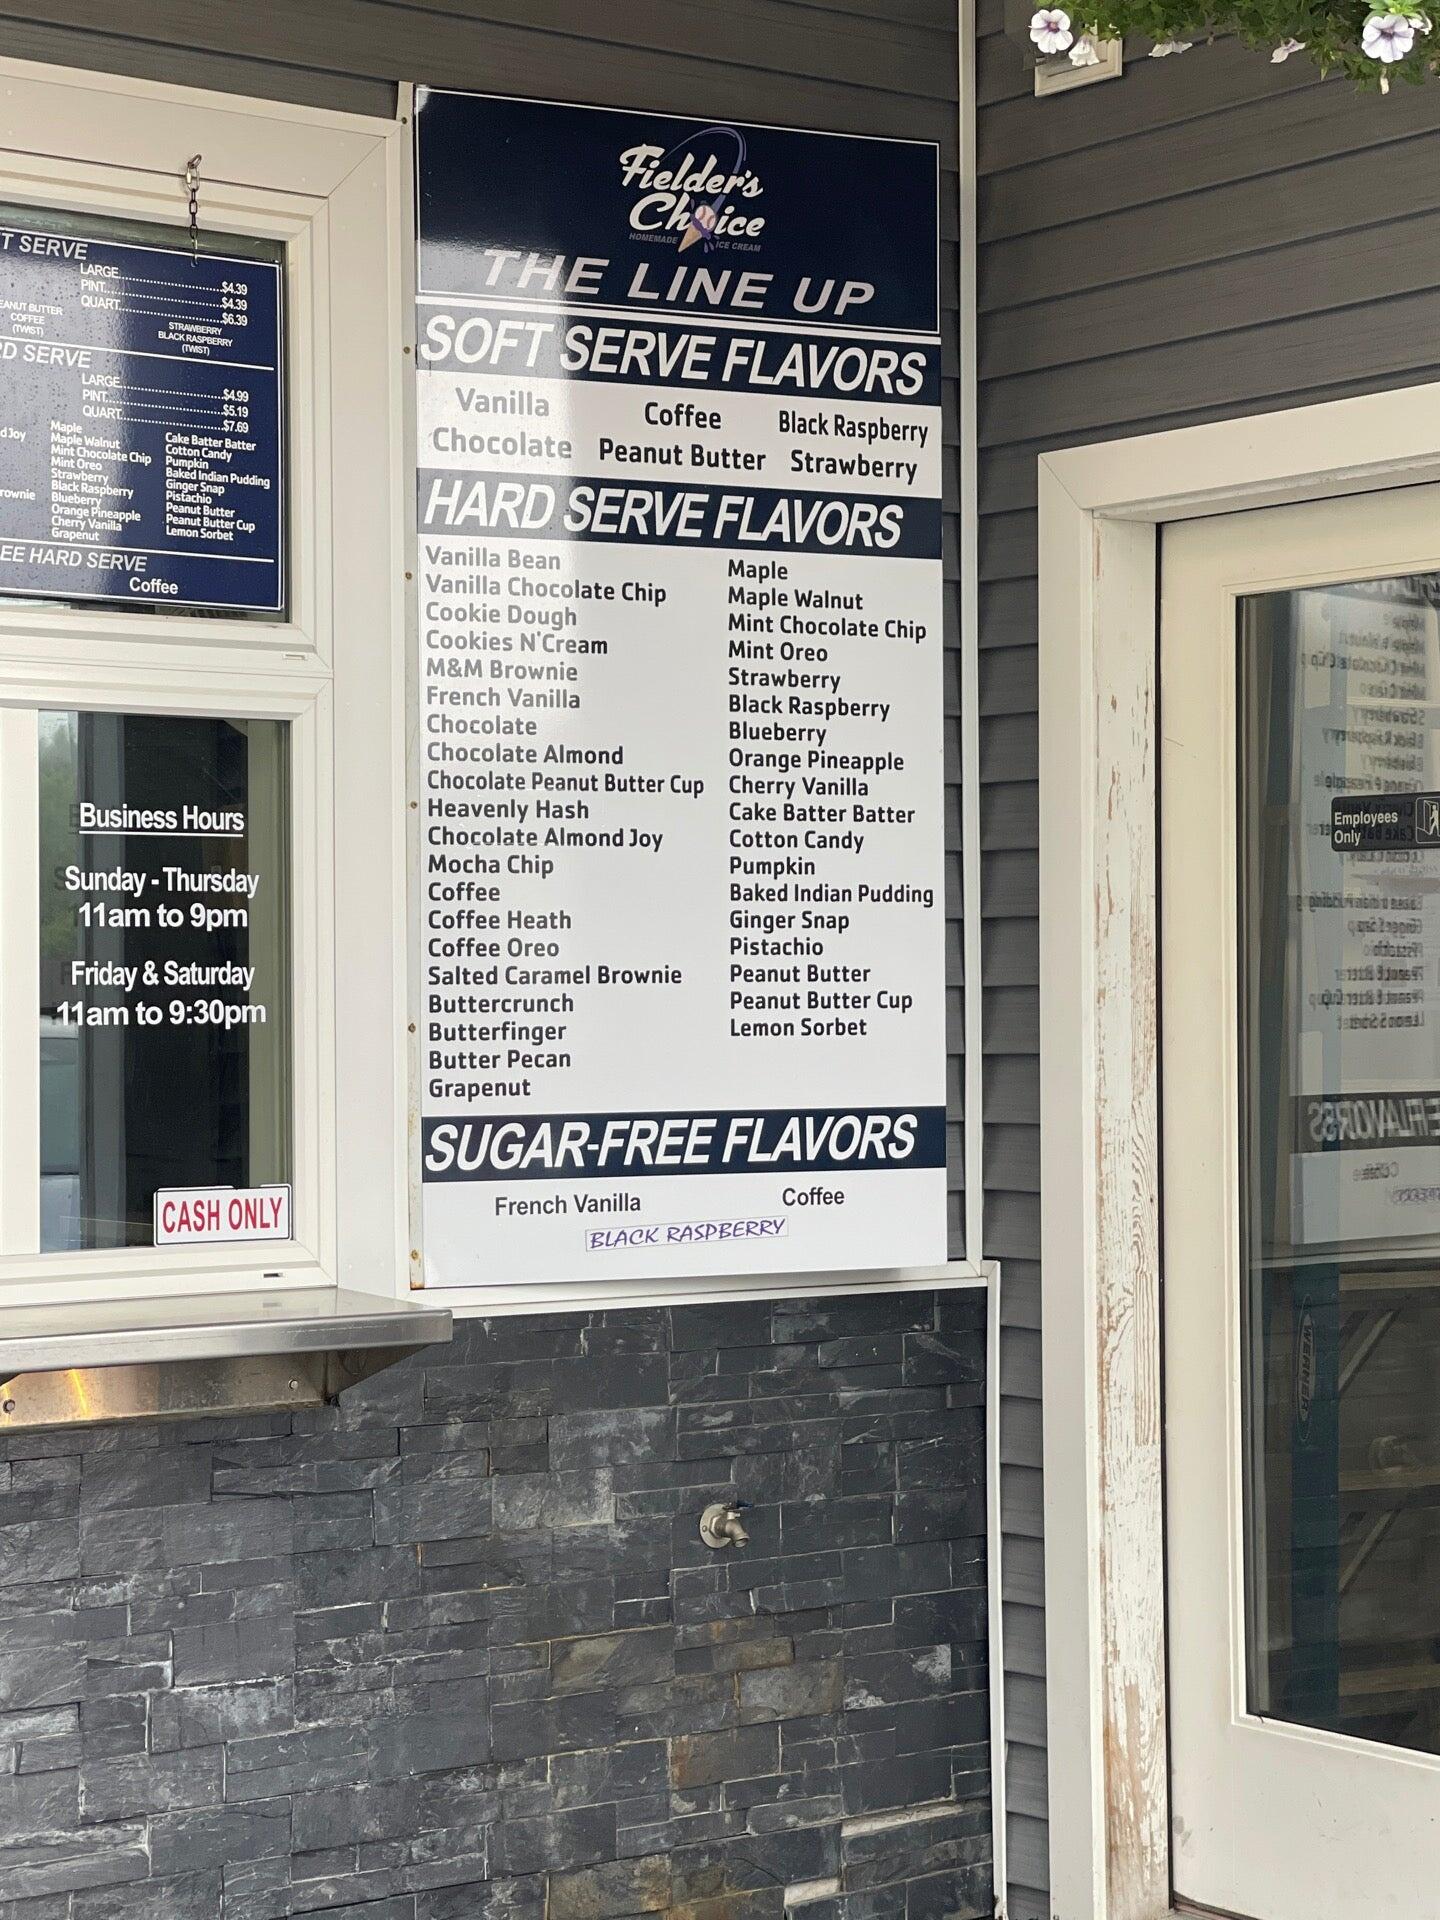 T SERVE
LARGE....................$4.39
PINT....................$4.39
QUART....................$6.39
EANUT BUTTER
COFFEE
(TWIST)
STRAWBERRY
BLACK RASPBERRY
(TWIST)
RD SERVE
LARGE....................$4.99
PINT....................$5.19
QUART....................$7.69
d Joy
rownie
Maple
Maple Walnut
Mint Chocolate Chip
Mint Oreo
Strawberry
Black Raspberry
Blueberry
Orange Pineapple
Cherry Vanilla
Grapenut
Cake Batter Batter
Cotton Candy
Pumpkin
Baked Indian Pudding
Ginger Snap
Pistachio
Peanut Butter
Peanut Butter Cup
Lemon Sorbet
EE HARD SERVE
Coffee
Business Hours
Sunday - Thursday
11am to 9pm
Friday & Saturday
11am to 9:30pm
CASH ONLY
Fielder's
Choice
HOMEMADE ICE CREAM
THE LINE UP
SOFT SERVE FLAVORS
Vanilla Coffee Black Raspberry
Chocolate Peanut Butter Strawberry
HARD SERVE FLAVORS
Vanilla Bean
Vanilla Chocolate Chip
Cookie Dough
Cookies N'Cream
M&M Brownie
French Vanilla
Chocolate
Chocolate Almond
Chocolate Peanut Butter Cup
Heavenly Hash
Chocolate Almond Joy
Mocha Chip
Coffee
Coffee Heath
Coffee Oreo
Salted Caramel Brownie
Buttercrunch
Butterfinger
Butter Pecan
Grapenut
Maple
Maple Walnut
Mint Chocolate Chip
Mint Oreo
Strawberry
Black Raspberry
Blueberry
Orange Pineapple
Cherry Vanilla
Cake Batter Batter
Cotton Candy
Pumpkin
Baked Indian Pudding
Ginger Snap
Pistachio
Peanut Butter
Peanut Butter Cup
Lemon Sorbet
SUGAR-FREE FLAVORS
French Vanilla Coffee
BLACK RASPBERRY
Employees
Only
WERNER